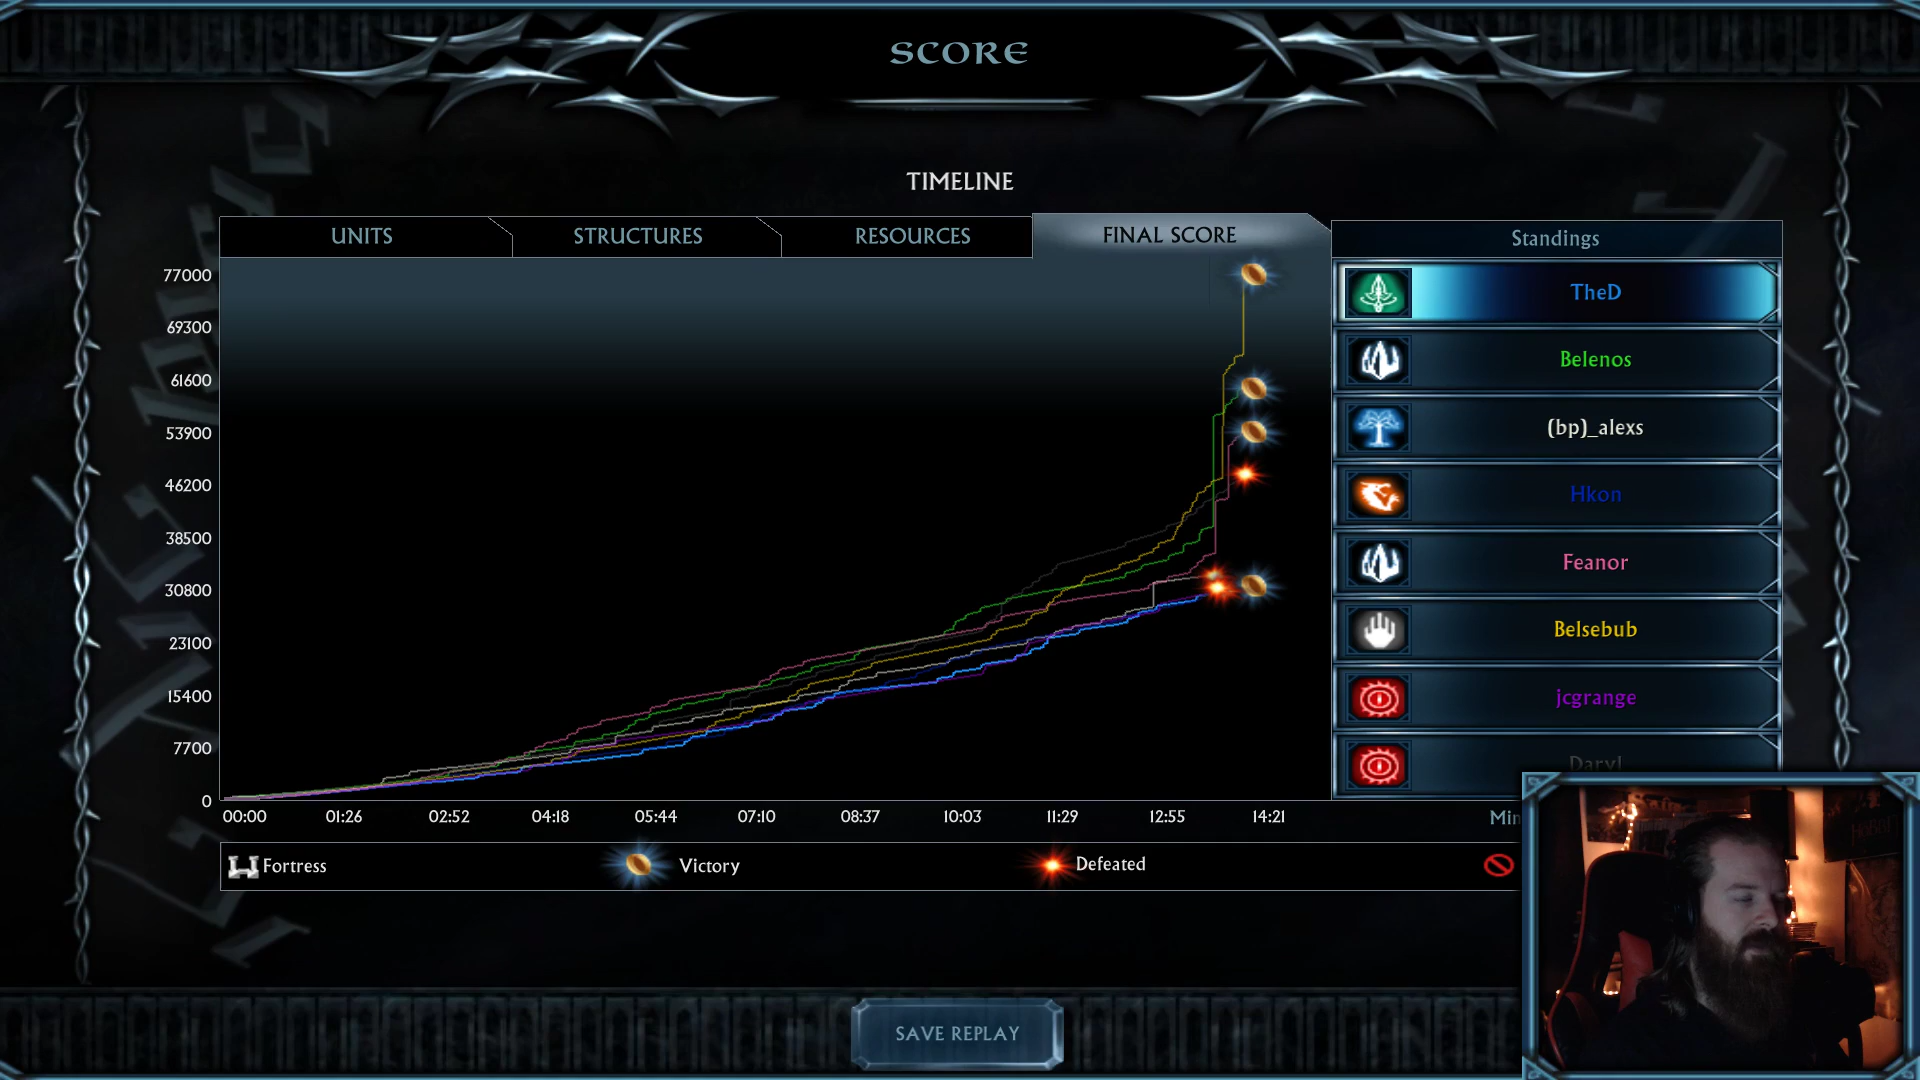 SCORE
TIMELINE
UNITS
STRUCTURES
RESOURCES
FINAL SCORE
Standings
77000
69300
61600
53900
46200
38500
30800
23100
15400
7700
0
00:00
01:26
02:52
04:18
05:44
07:10
08:37
10:03
11:29
12:55
14:21
Min
TheD
Belenos
(bp)_alexs
Hkon
Feanor
Belsebub
jcgrange
Daryl
Fortress
Victory
Defeated
SAVE REPLAY